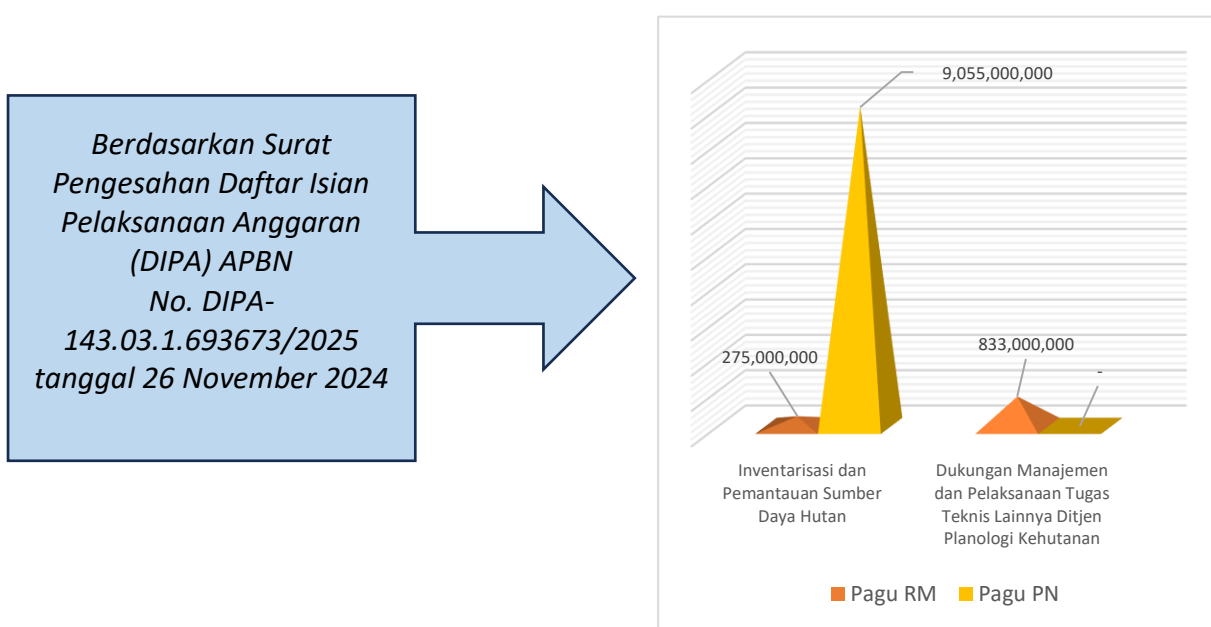 Berdasarkan Surat
Pengesahan Daftar Isian
Pelaksanaan Anggaran
(DIPA) APBN
No. DIPA-
143.03.1.693673/2025
tanggal 26 November 2024
9,055,000,000
275,000,000
833,000,000
-
Inventarisasi dan
Pemantauan Sumber
Daya Hutan
Dukungan Manajemen
dan Pelaksanaan Tugas
Teknis Lainnya Ditjen
Planologi Kehutanan
Pagu RM
Pagu PN